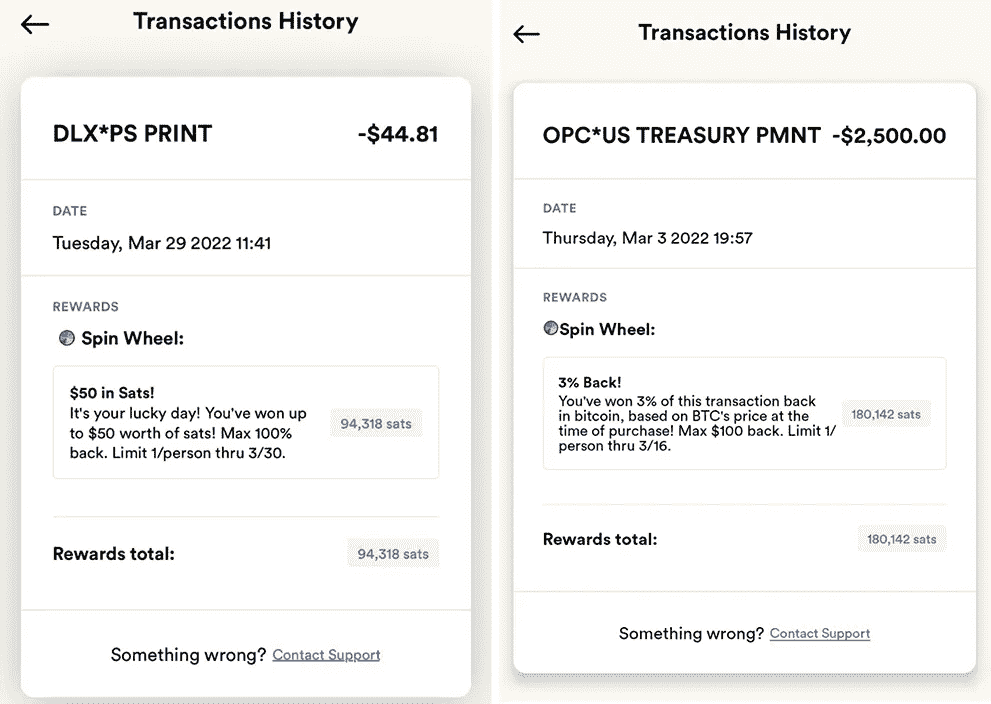 Transactions History
DLX*PS PRINT -$44.81
DATE
Tuesday, Mar 29 2022 11:41
REWARDS
Spin Wheel:
$50 in Sats!
It's your lucky day! You've won up
to $50 worth of sats! Max 100%
back. Limit 1/person thru 3/30.
94,318 sats
Rewards total: 94,318 sats
Something wrong? Contact Support
Transactions History
OPC*US TREASURY PMNT -$2,500.00
DATE
Thursday, Mar 3 2022 19:57
REWARDS
Spin Wheel:
3% Back!
You've won 3% of this transaction back
in bitcoin, based on BTC's price at the
time of purchase! Max $100 back. Limit 1/
person thru 3/16.
180,142 sats
Rewards total: 180,142 sats
Something wrong? Contact Support